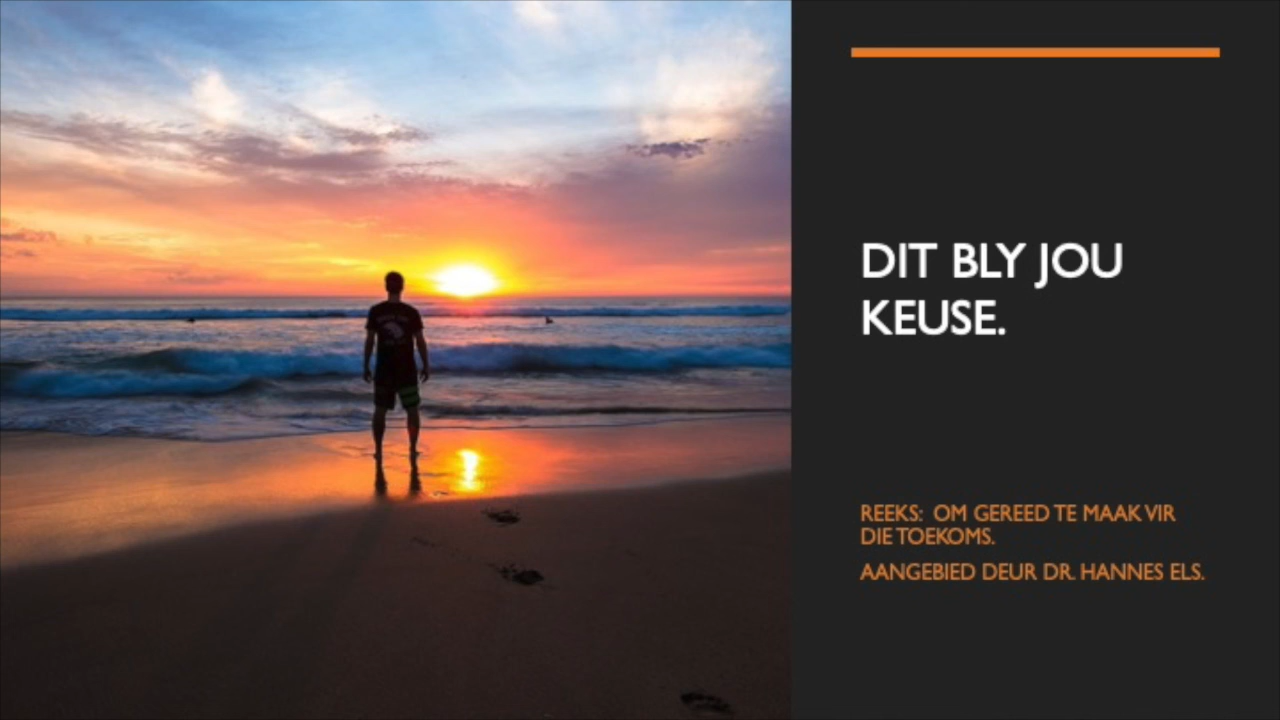 DIT BLY JOU
KEUSE.
REEKS: OM GEREED TE MAAK VIR
DIE TOEKOMS.
AANGEBIED DEUR DR. HANNES ELS.